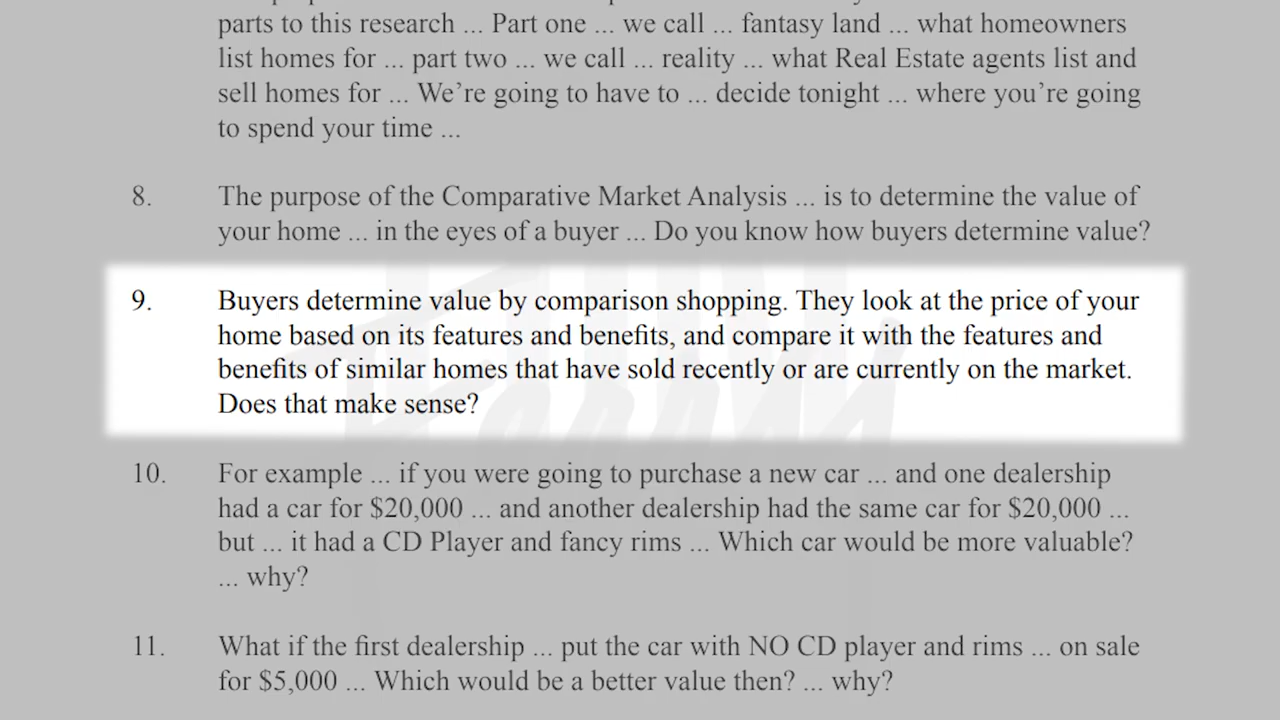 parts to this research ... Part one ... we call ... fantasy land ... what homeowners
list homes for ... part two ... we call ... reality ... what Real Estate agents list and
sell homes for ... We’re going to have to ... decide tonight ... where you’re going
to spend your time ...
8. The purpose of the Comparative Market Analysis ... is to determine the value of
your home ... in the eyes of a buyer ... Do you know how buyers determine value?
9. Buyers determine value by comparison shopping. They look at the price of your
home based on its features and benefits, and compare it with the features and
benefits of similar homes that have sold recently or are currently on the market.
Does that make sense?
10. For example ... if you were going to purchase a new car ... and one dealership
had a car for $20,000 ... and another dealership had the same car for $20,000 ...
but ... it had a CD Player and fancy rims ... Which car would be more valuable?
... why?
11. What if the first dealership ... put the car with NO CD player and rims ... on sale
for $5,000 ... Which would be a better value then? ... why?